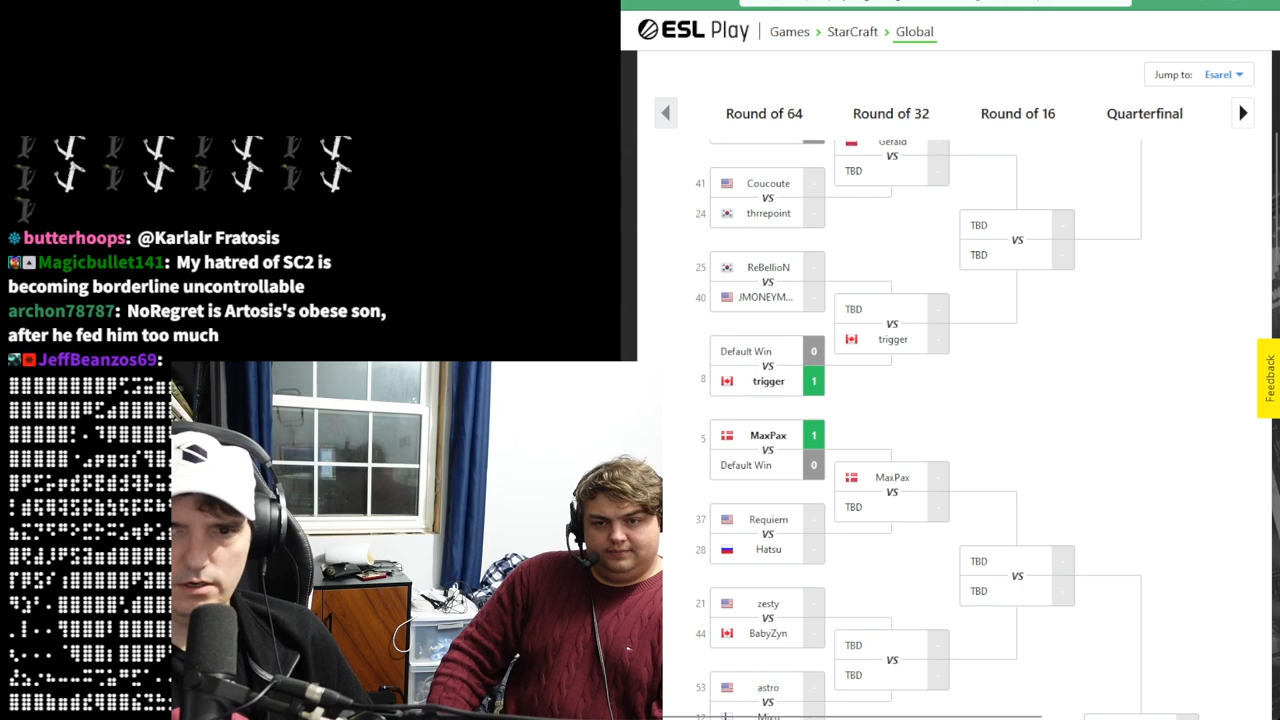 ESL Play
Games > StarCraft > Global
Jump to: Esarel
Round of 64
Round of 32
Round of 16
Quarterfinal
Gerald
VS
TBD
41 Coucoute -
VS
24 thrrepoint -
TBD -
VS
TBD -
25 ReBellioN -
VS
40 JMONEYM... -
TBD -
VS
trigger -
Default Win 0
VS
8 trigger 1
5 MaxPax 1
VS
Default Win 0
MaxPax -
VS
TBD -
37 Requiem -
VS
28 Hatsu -
TBD -
VS
TBD -
21 zesty -
VS
44 BabyZyn -
TBD -
VS
TBD -
53 astro -
VS
Feedback
butterhoops: @Karlalr Fratosis
Magicbullet141: My hatred of SC2 is
becoming borderline uncontrollable
archon78787: NoRegret is Artosis's obese son,
after he fed him too much
JeffBeanzos69: